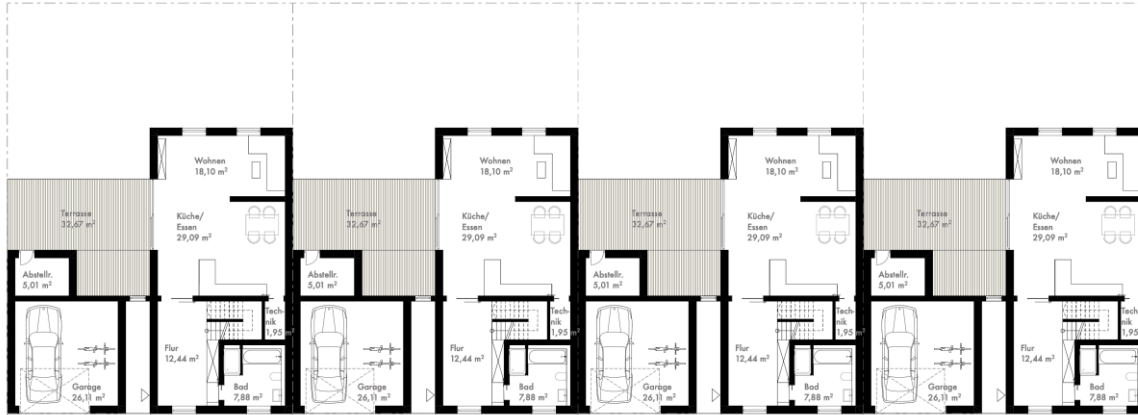 Wohnen
18,10 m²
Terrasse
32,67 m²
Küche/
Essen
29,09 m²
Abstellr.
5,01 m²
Tech-
nik
1,95 m²
Flur
12,44 m²
Garage
26,11 m²
Bad
7,88 m²
Wohnen
18,10 m²
Terrasse
32,67 m²
Küche/
Essen
29,09 m²
Abstellr.
5,01 m²
Tech-
nik
1,95 m²
Flur
12,44 m²
Garage
26,11 m²
Bad
7,88 m²
Wohnen
18,10 m²
Terrasse
32,67 m²
Küche/
Essen
29,09 m²
Abstellr.
5,01 m²
Tech-
nik
1,95 m²
Flur
12,44 m²
Garage
26,11 m²
Bad
7,88 m²
Wohnen
18,10 m²
Terrasse
32,67 m²
Küche/
Essen
29,09 m²
Abstellr.
5,01 m²
Tech-
nik
1,95 m²
Flur
12,44 m²
Garage
26,11 m²
Bad
7,88 m²